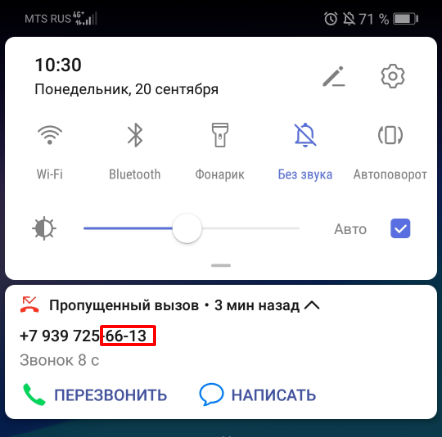 MTS RUS 4G+ 71 %
10:30
Понедельник, 20 сентября
Wi-Fi Bluetooth Фонарик Без звука Автоповорот
Авто
Пропущенный вызов • 3 мин назад
+7 939 725-66-13
Звонок 8 с
ПЕРЕЗВОНИТЬ НАПИСАТЬ